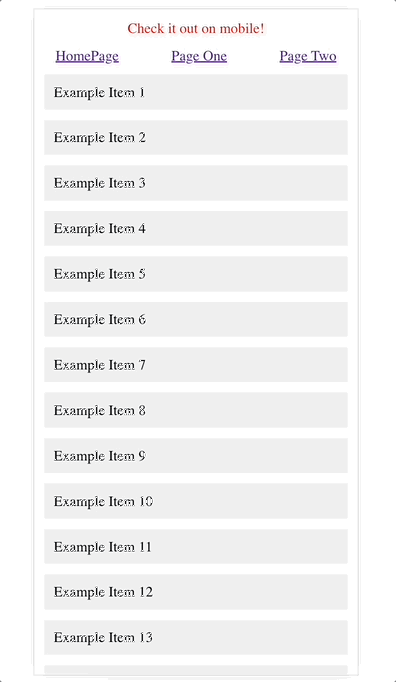 Check it out on mobile!
HomePage Page One Page Two
Example Item 1
Example Item 2
Example Item 3
Example Item 4
Example Item 5
Example Item 6
Example Item 7
Example Item 8
Example Item 9
Example Item 10
Example Item 11
Example Item 12
Example Item 13